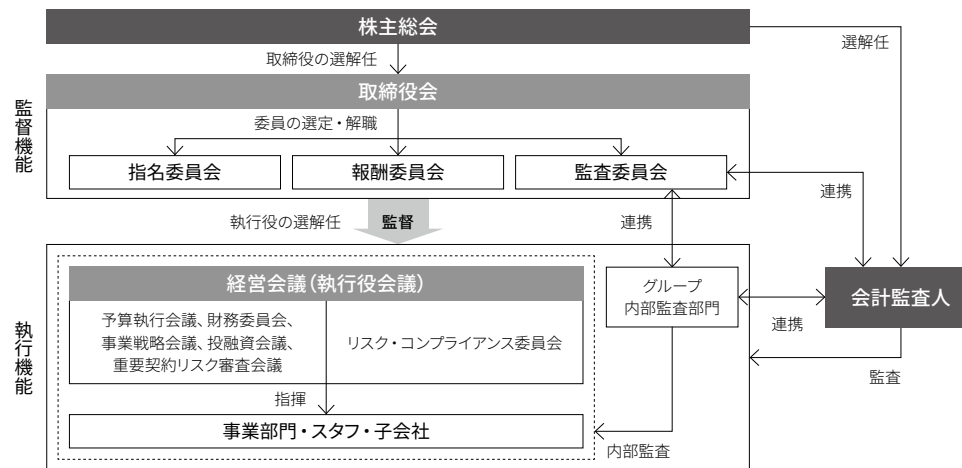 株主総会
選解任
取締役の選解任
取締役会
監督機能
委員の選定・解職
指名委員会
報酬委員会
監査委員会
連携
執行役の選解任
監督
連携
執行機能
経営会議(執行役会議)
グループ
内部監査部門
会計監査人
予算執行会議、財務委員会、
事業戦略会議、投融資会議、
重要契約リスク審査会議
リスク・コンプライアンス委員会
連携
監査
指揮
事業部門・スタッフ・子会社
内部監査